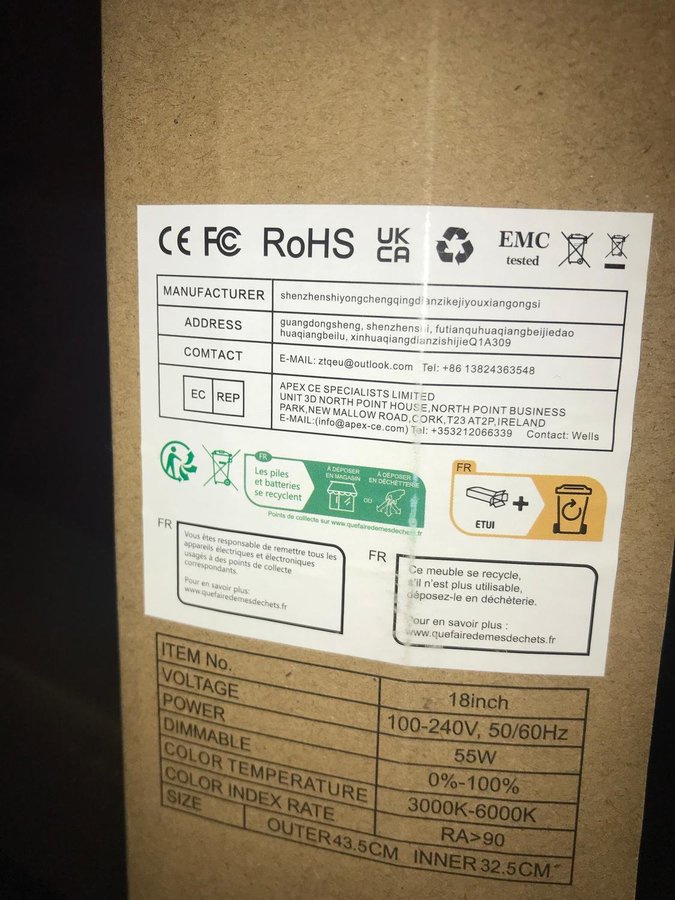 CE FC RoHS UK CA EMC tested
MANUFACTURER shenzhenshiyongchengqingdianzikejiyouxiangongsi
ADDRESS guangdongsheng, shenzhenshi, futianquhuaqiangbeijiedao
huaqiangbeilu, xinhuaqiangdianzishijieQ1A309
COMTACT E-MAIL: ztqeu@outlook.com Tel: +86 13824363548
EC REP APEX CE SPECIALISTS LIMITED
UNIT 3D NORTH POINT HOUSE,NORTH POINT BUSINESS
PARK,NEW MALLOW ROAD,CORK,T23 AT2P,IRELAND
E-MAIL:(info@apex-ce.com) Tel: +353212066339 Contact: Wells
FR
Les piles
et batteries
se recyclent
À DÉPOSER
EN MAGASIN
OU
À DÉPOSER
EN DÉCHÈTTERIE
Points de collecte sur www.quefairedemesdechets.fr
FR
ETUI
+
FR
Vous êtes responsable de remettre tous les
appareils électriques et électroniques
usagés à des points de collecte
correspondants.
Pour en savoir plus:
www.quefairedemesdechets.fr
FR
Ce meuble se recycle,
s'il n'est plus utilisable,
déposez-le en déchèterie.
Pour en savoir plus :
www.quefairedemesdechets.fr
ITEM No. 18inch
VOLTAGE 100-240V, 50/60Hz
POWER 55W
DIMMABLE 0%-100%
COLOR TEMPERATURE 3000K-6000K
COLOR INDEX RATE RA>90
SIZE OUTER43.5CM INNER32.5CM